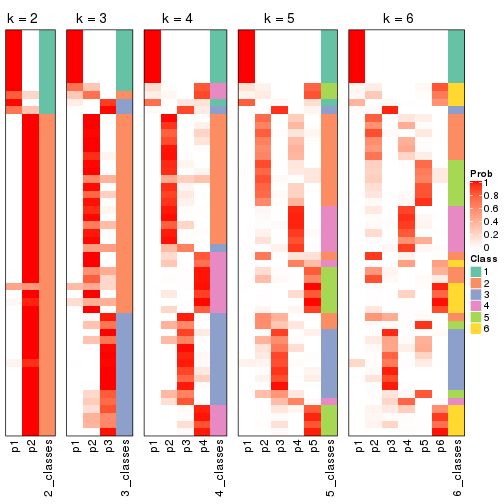 k = 2
k = 3
k = 4
k = 5
k = 6
Prob
1
0.8
0.6
0.4
0.2
0
Class
1
2
3
4
5
6
p1
p2
2_classes
p1
p2
p3
3_classes
p1
p2
p3
p4
4_classes
p1
p2
p3
p4
p5
5_classes
p1
p2
p3
p4
p5
p6
6_classes